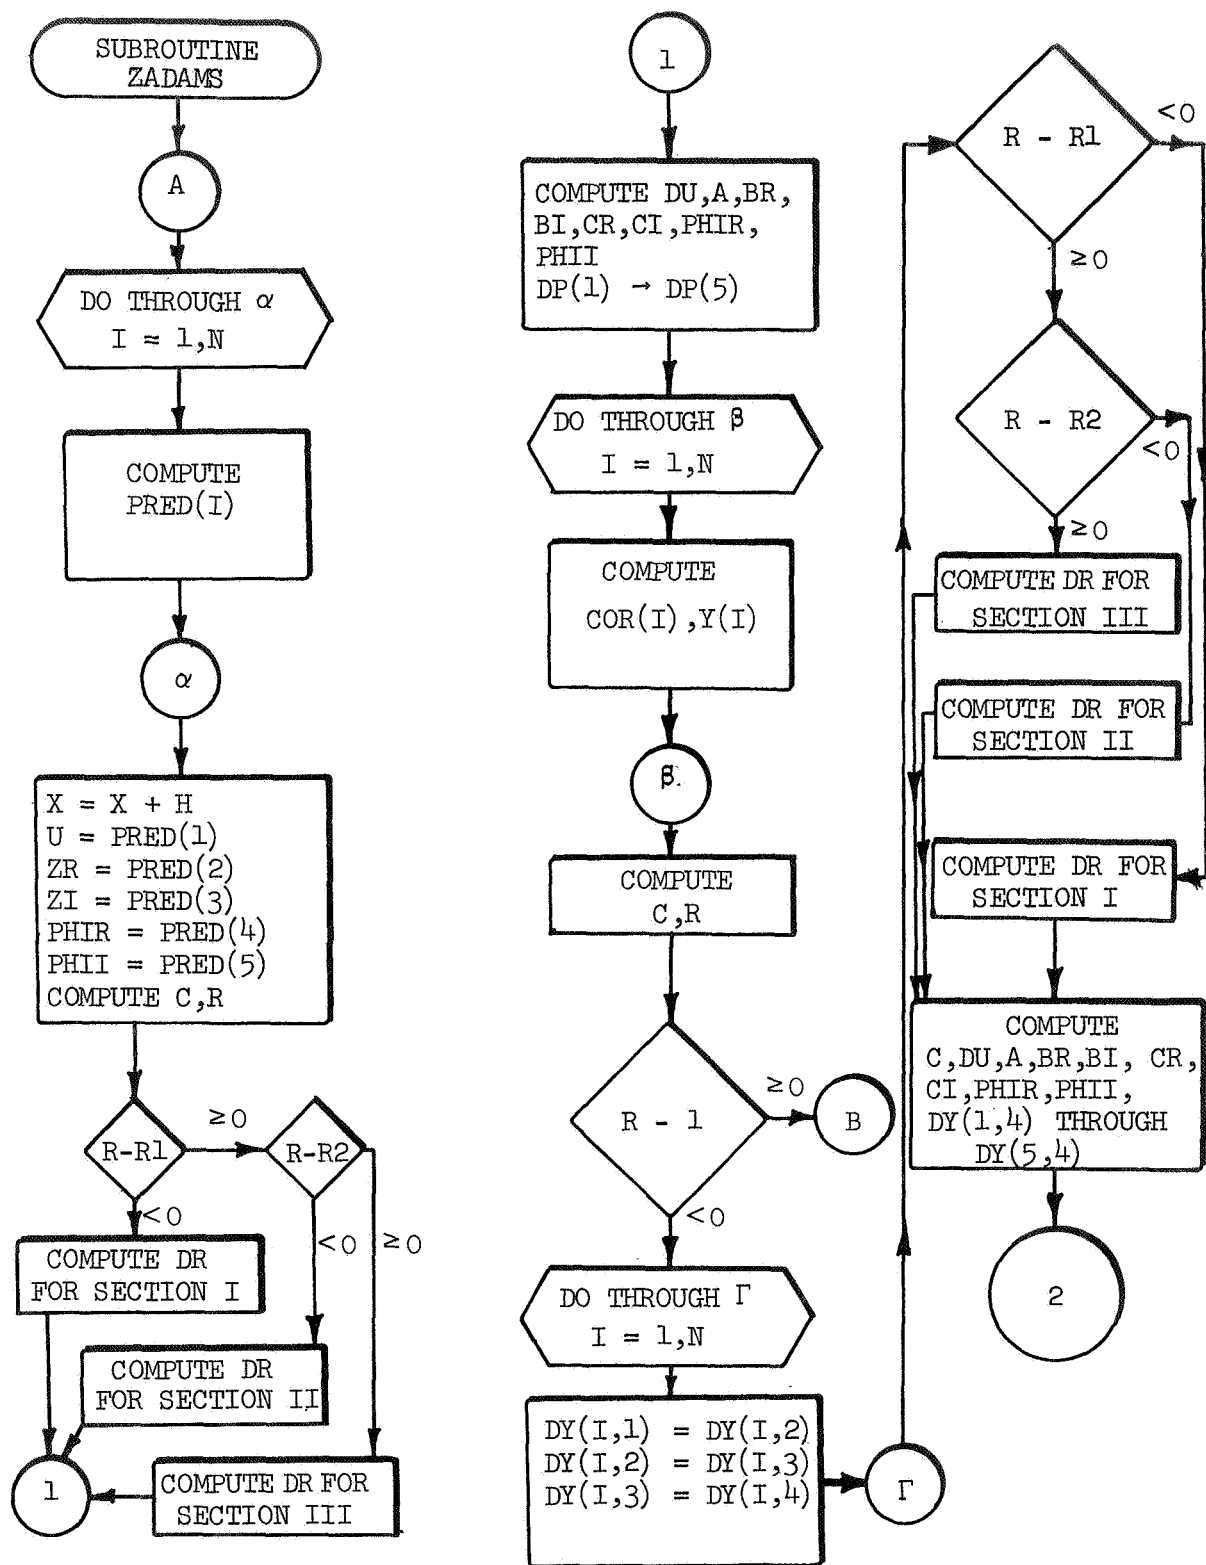 SUBROUTINE
ZADAMS
A
DO THROUGH α
I = 1,N
COMPUTE
PRED(I)
α
X = X + H
U = PRED(1)
ZR = PRED(2)
ZI = PRED(3)
PHIR = PRED(4)
PHII = PRED(5)
COMPUTE C,R
R-R1
≥0
R-R2
<0
<0
≥0
COMPUTE DR
FOR SECTION I
COMPUTE DR
FOR SECTION II
1
COMPUTE DR FOR
SECTION III
1
COMPUTE DU,A,BR,
BI,CR,CI,PHIR,
PHII
DP(1) → DP(5)
DO THROUGH β
I = 1,N
COMPUTE
COR(I),Y(I)
β
COMPUTE
C,R
R - 1
≥0
B
<0
DO THROUGH Γ
I = 1,N
DY(I,1) = DY(I,2)
DY(I,2) = DY(I,3)
DY(I,3) = DY(I,4)
Γ
R - R1
<0
≥0
R - R2
<0
≥0
COMPUTE DR FOR
SECTION III
COMPUTE DR FOR
SECTION II
COMPUTE DR FOR
SECTION I
COMPUTE
C,DU,A,BR,BI, CR,
CI,PHIR,PHII,
DY(1,4) THROUGH
DY(5,4)
2